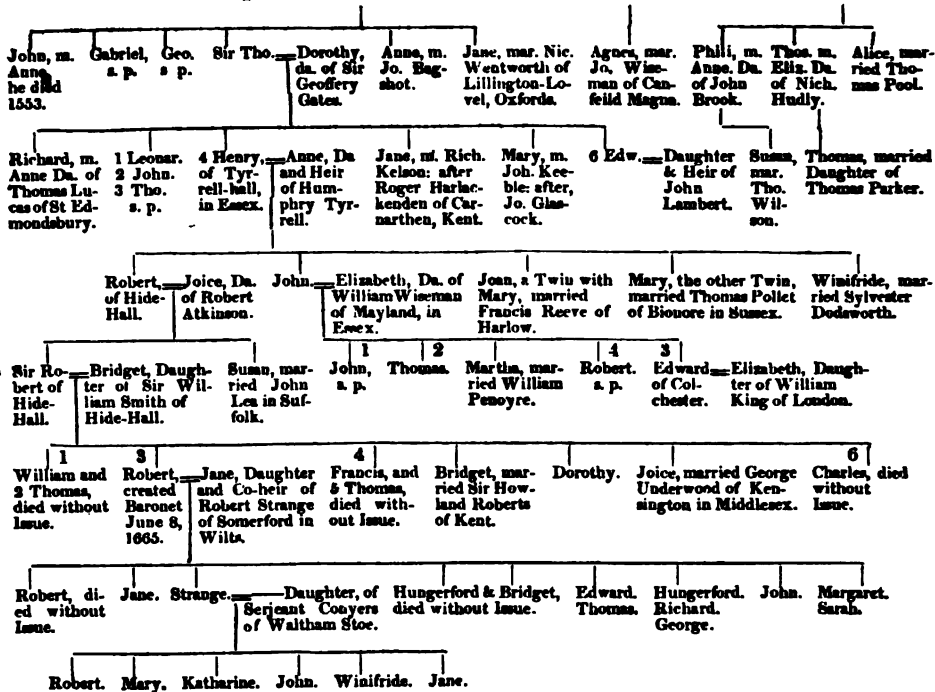 John, m. Anne, he died 1553.
Gabriel, s. p.
Geo. s p.
Sir Tho.
Dorothy, da. of Sir Geoffery Gates.
Anne, m. Jo. Bagshot.
Jane, mar. Nic. Wentworth of Lillington-Lovel, Oxfords.
Agnes, mar. Jo, Wiseman of Canfeild Magna.
Phili, m. Anne. Da. of John Brook.
Thos. m. Eliz. Da. of Nich. Hudly.
Alice, married Thomas Pool.
Richard, m. Anne Da. of Thomas Lucas of St Edmondsbury.
1 Leonar.
2 John.
3 Tho.
s. p.
4 Henry, of Tyrrell-hall, in Essex.
Anne, Da and Heir of Humphry Tyrrell.
Jane, m. Rich. Kelson: after Roger Harlackenden of Carnarthen, Kent.
Mary, m. Joh. Keeble: after, Jo. Glascock.
6 Edw.
Daughter & Heir of John Lambert.
Susan, mar. Tho. Wilson.
Thomas, married Daughter of Thomas Parker.
Robert, of Hide-Hall.
Joice, Da. of Robert Atkinson.
John.
Elizabeth, Da. of William Wiseman of Mayland, in Essex.
Joan, a Twin with Mary, married Francis Reeve of Harlow.
Mary, the other Twin, married Thomas Pollet of Bionore in Sussex.
Winifride, married Sylvester Dodsworth.
Sir Robert of Hide-Hall.
Bridget, Daughter of Sir William Smith of Hide-Hall.
Susan, married John Lea in Suffolk.
1
John, s. p.
2
Thomas.
Martha, married William Penoyre.
4
Robert. s. p.
3
Edward of Colchester.
Elizabeth, Daughter of William King of London.
1
William and 2 Thomas, died without Issue.
3
Robert, created Baronet June 8, 1665.
Jane, Daughter and Co-heir of Robert Strange of Somerford in Wilts.
4
Francis, and 5 Thomas, died without Issue.
Bridget, married Sir Howland Roberts of Kent.
Dorothy.
Joice, married George Underwood of Kensington in Middlesex.
6
Charles, died without Issue.
Robert, died without Issue.
Jane.
Strange.
Daughter, of Serjeant Conyers of Waltham Stoe.
Hungerford & Bridget, died without Issue.
Edward. Thomas.
Hungerford. Richard. George.
John.
Margaret. Sarah.
Robert.
Mary.
Katharine.
John.
Winifride.
Jane.